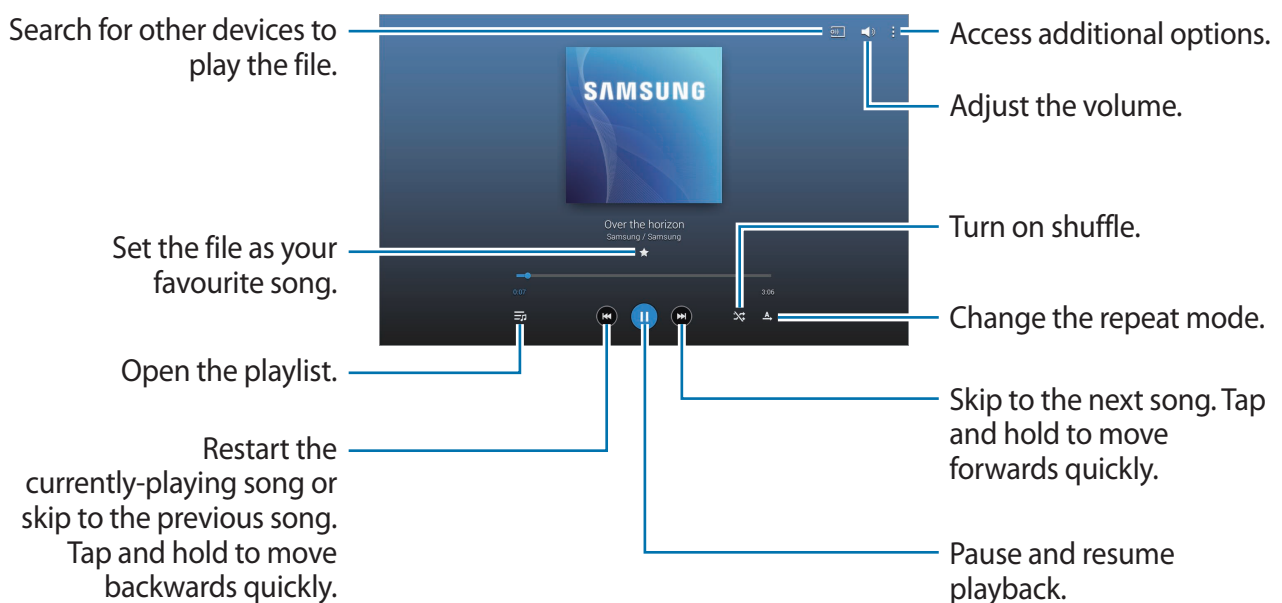 Search for other devices to
play the file.
Access additional options.
Adjust the volume.
SAMSUNG
Over the horizon
Samsung / Samsung
Set the file as your
favourite song.
Turn on shuffle.
0:07
3:06
Change the repeat mode.
Open the playlist.
Skip to the next song. Tap
and hold to move
forwards quickly.
Restart the
currently-playing song or
skip to the previous song.
Tap and hold to move
backwards quickly.
Pause and resume
playback.